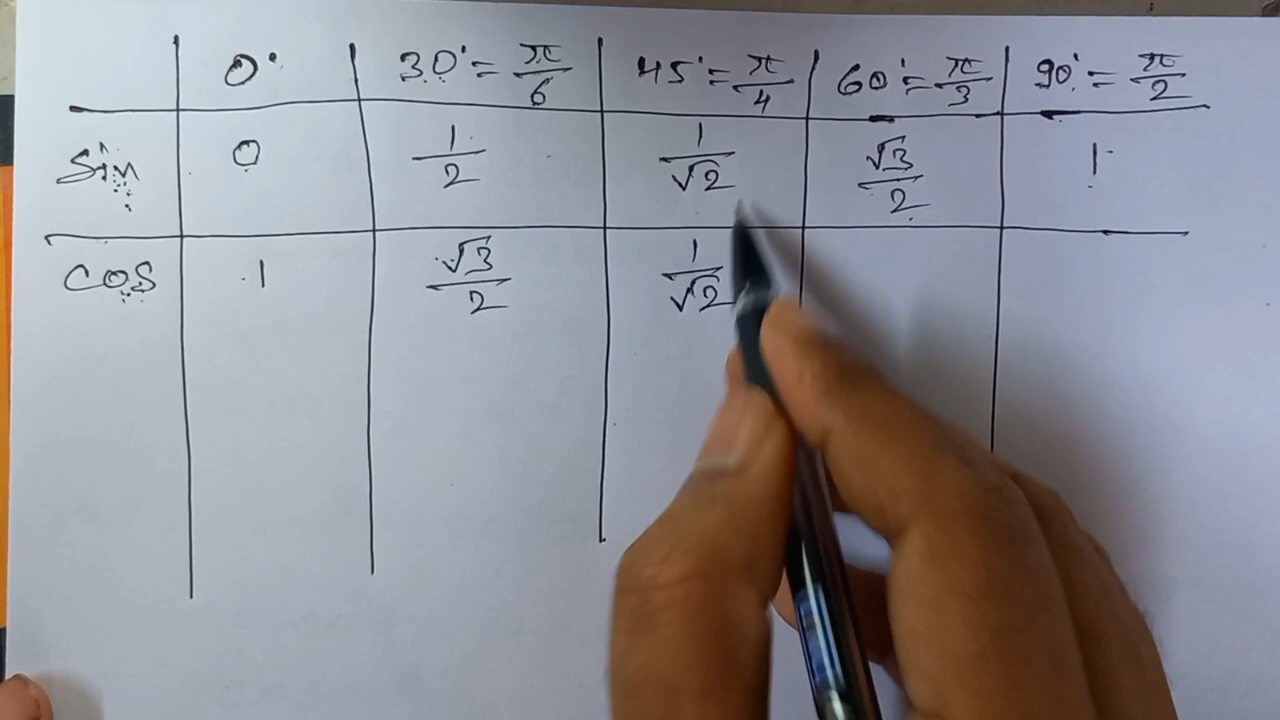 0° 30° = π/6 45° = π/4 60° = π/3 90° = π/2
Sin 0 1/2 1/√2 √3/2 1
COS 1 √3/2 1/√2